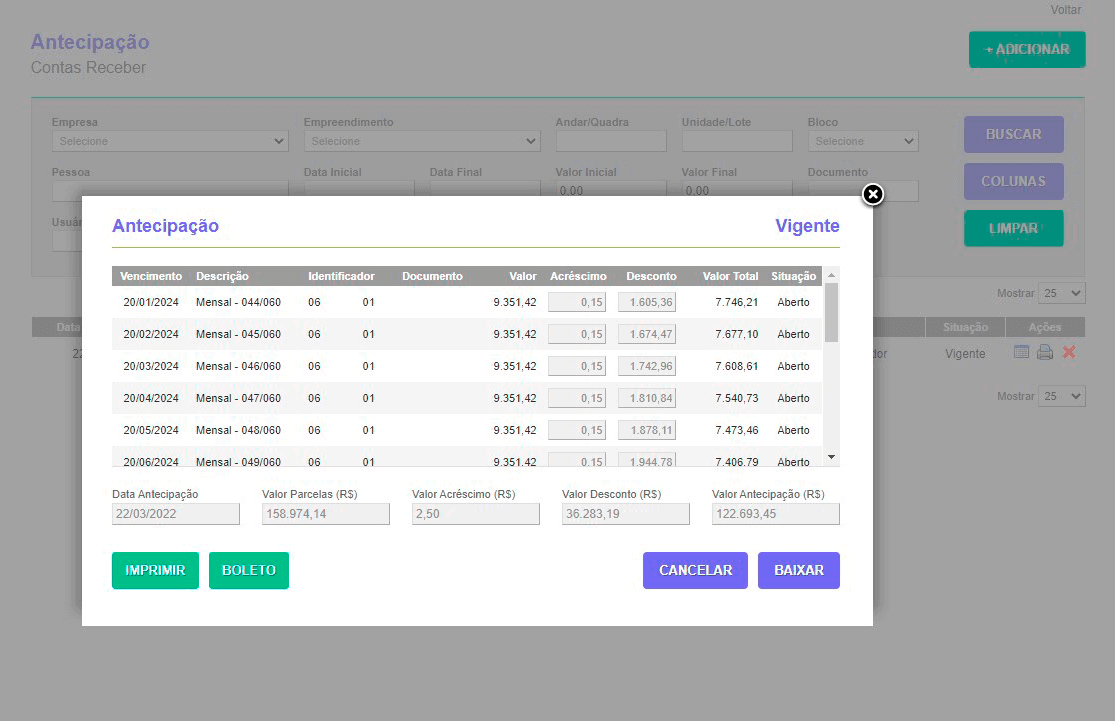 Voltar
Antecipação
Contas Receber
+ ADICIONAR
Empresa Empreendimento Andar/Quadra Unidade/Lote Bloco
Selecione Selecione Selecione
BUSCAR
Pessoa Data Inicial Data Final Valor Inicial Valor Final Documento
0,00 0,00
COLUNAS
LIMPAR
Mostrar 25
Data Situação Ações
Vigente
Mostrar 25
Antecipação Vigente
Vencimento Descrição Identificador Documento Valor Acréscimo Desconto Valor Total Situação
20/01/2024 Mensal - 044/060 06 01 9.351,42 0,15 1.605,36 7.746,21 Aberto
20/02/2024 Mensal - 045/060 06 01 9.351,42 0,15 1.674,47 7.677,10 Aberto
20/03/2024 Mensal - 046/060 06 01 9.351,42 0,15 1.742,96 7.608,61 Aberto
20/04/2024 Mensal - 047/060 06 01 9.351,42 0,15 1.810,84 7.540,73 Aberto
20/05/2024 Mensal - 048/060 06 01 9.351,42 0,15 1.878,11 7.473,46 Aberto
20/06/2024 Mensal - 049/060 06 01 9.351,42 0,15 1.944,78 7.406,79 Aberto
Data Antecipação Valor Parcelas (R$) Valor Acréscimo (R$) Valor Desconto (R$) Valor Antecipação (R$)
22/03/2022 158.974,14 2,50 36.283,19 122.693,45
IMPRIMIR BOLETO CANCELAR BAIXAR